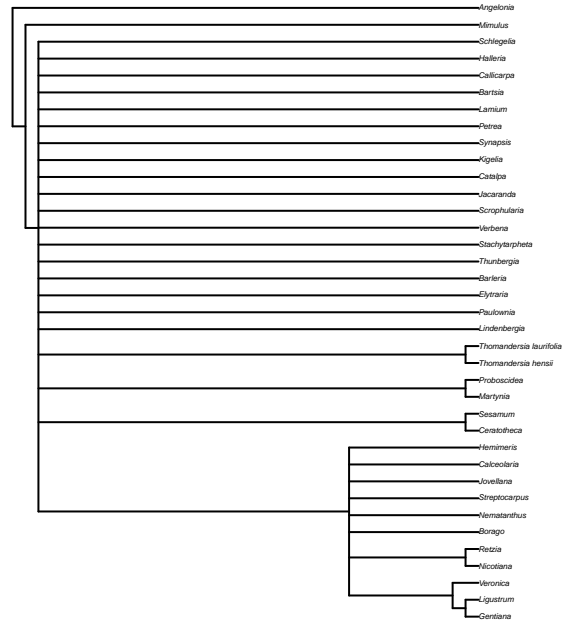 Angelonia
Mimulus
Schlegelia
Halleria
Callicarpa
Bartsia
Lamium
Petrea
Synapsis
Kigelia
Catalpa
Jacaranda
Scrophularia
Verbena
Stachytarpheta
Thunbergia
Barleria
Elytraria
Paulownia
Lindenbergia
Thomandersia laurifolia
Thomandersia hensii
Proboscidea
Martynia
Sesamum
Ceratotheca
Hemimeris
Calceolaria
Jovellana
Streptocarpus
Nematanthus
Borago
Retzia
Nicotiana
Veronica
Ligustrum
Gentiana